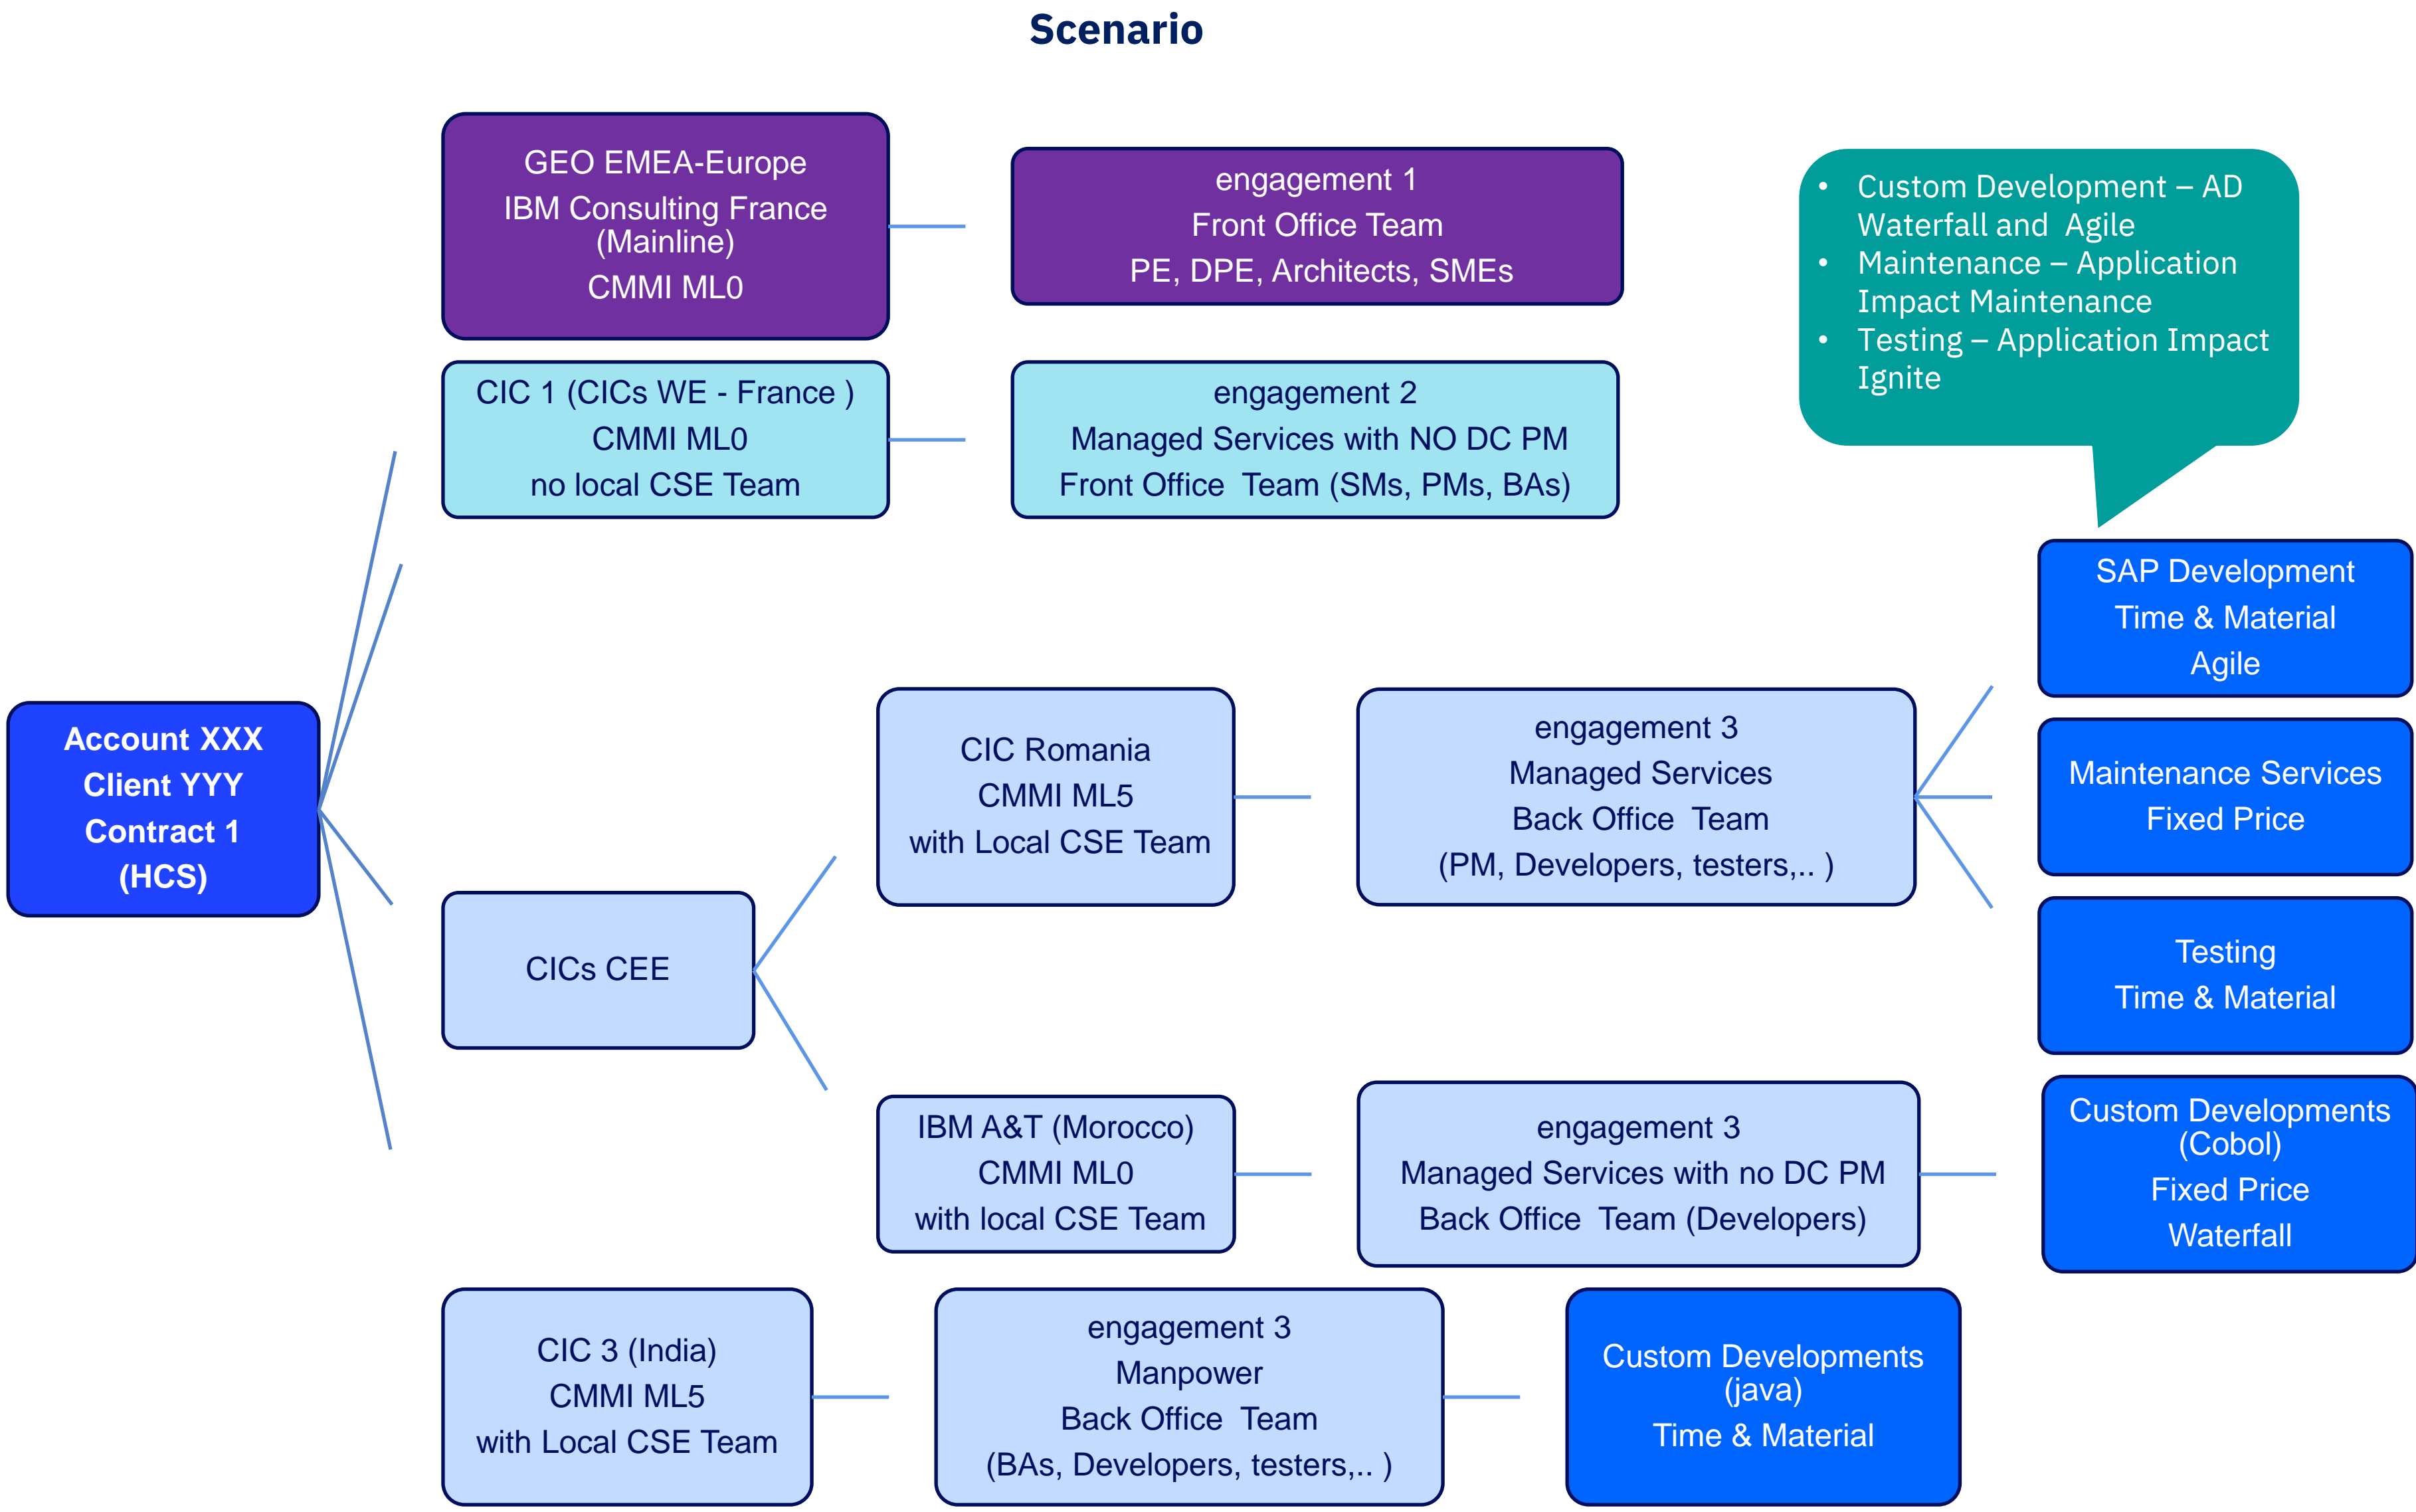 Scenario
GEO EMEA-Europe
IBM Consulting France
(Mainline)
CMMI ML0
engagement 1
Front Office Team
PE, DPE, Architects, SMEs
• Custom Development – AD
Waterfall and  Agile
• Maintenance – Application
Impact Maintenance
• Testing – Application Impact
Ignite
CIC 1 (CICs WE - France )
CMMI ML0
no local CSE Team
engagement 2
Managed Services with NO DC PM
Front Office  Team (SMs, PMs, BAs)
Account XXX
Client YYY
Contract 1
(HCS)
CICs CEE
CIC Romania
CMMI ML5
with Local CSE Team
engagement 3
Managed Services
Back Office  Team
(PM, Developers, testers,.. )
SAP Development
Time & Material
Agile
Maintenance Services
Fixed Price
Testing
Time & Material
IBM A&T (Morocco)
CMMI ML0
with local CSE Team
engagement 3
Managed Services with no DC PM
Back Office  Team (Developers)
Custom Developments
(Cobol)
Fixed Price
Waterfall
CIC 3 (India)
CMMI ML5
with Local CSE Team
engagement 3
Manpower
Back Office  Team
(BAs, Developers, testers,.. )
Custom Developments
(java)
Time & Material